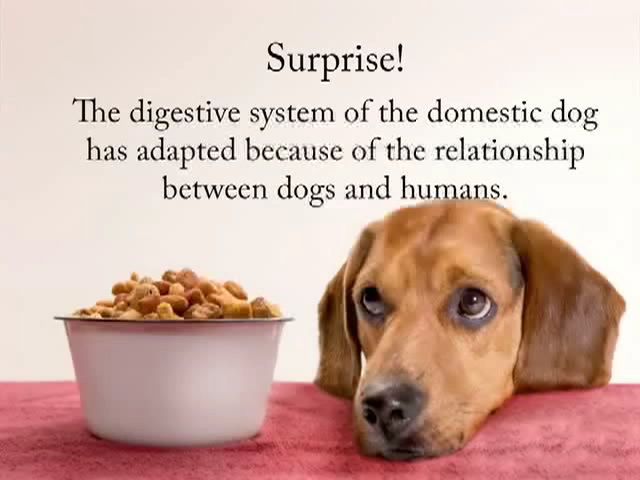 Surprise!
The digestive system of the domestic dog
has adapted because of the relationship
between dogs and humans.